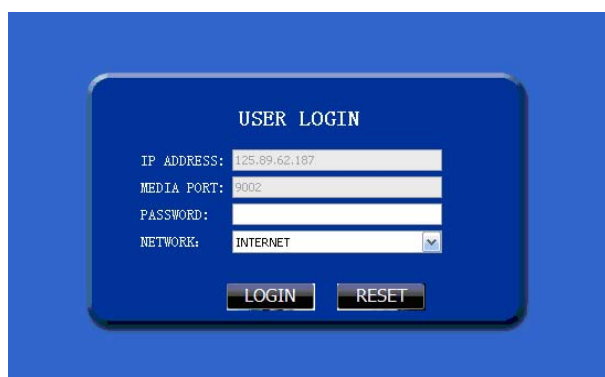 USER LOGIN
IP ADDRESS: 125.89.62.187
MEDIA PORT: 9002
PASSWORD:
NETWORK: INTERNET
LOGIN RESET